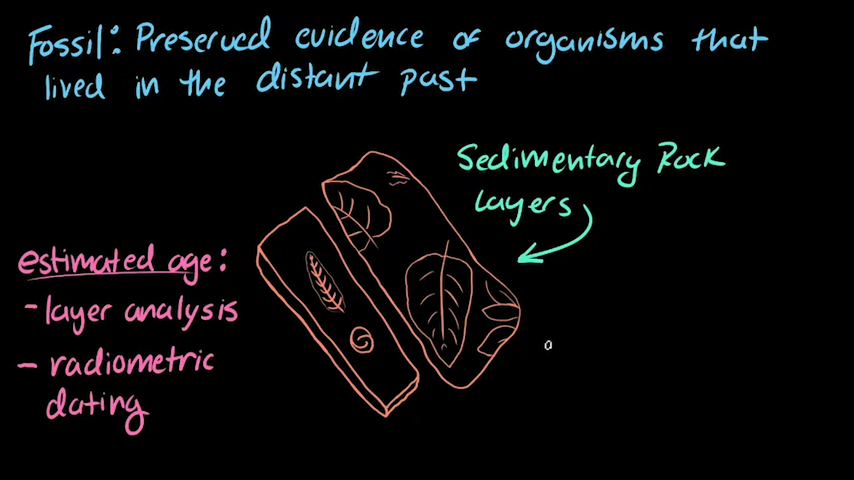 Fossil: Preserved evidence of organisms that
lived in the distant past
Sedimentary Rock
Layers
estimated age:
- layer analysis
- radiometric
dating